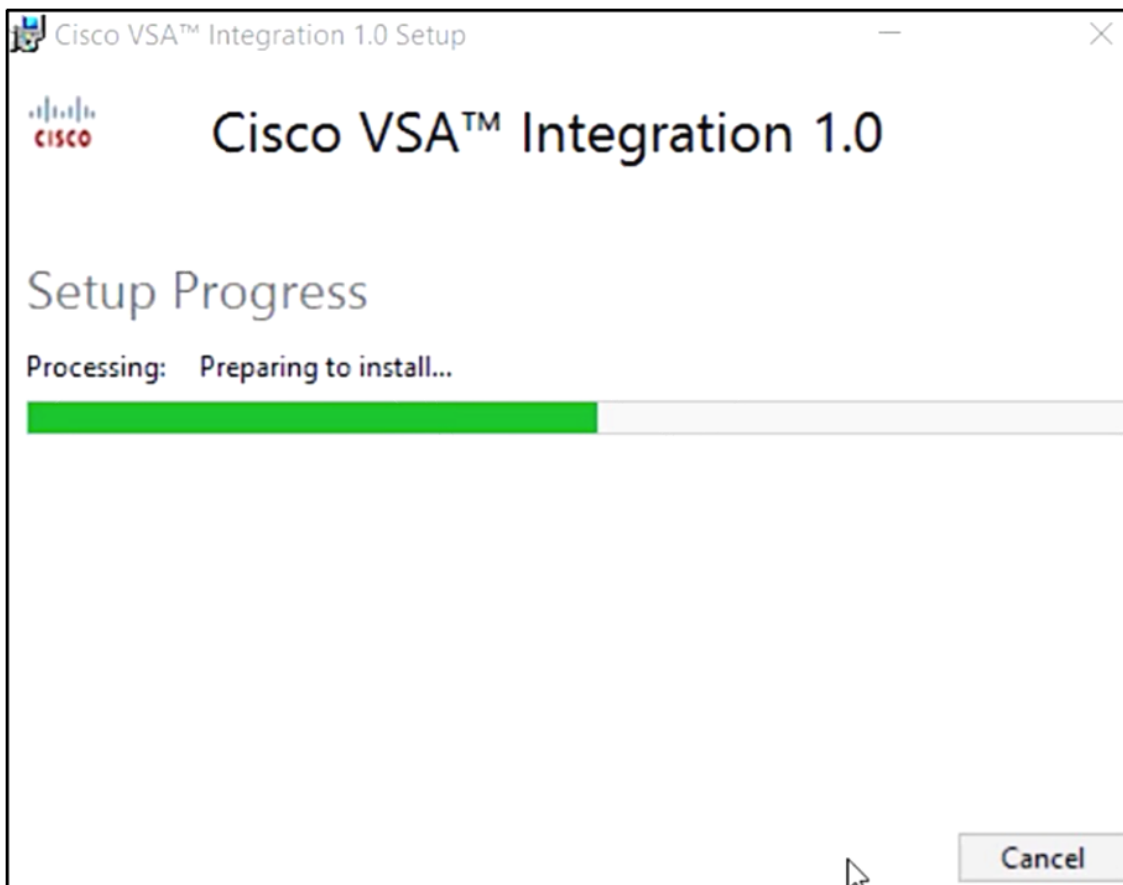 Cisco VSA™ Integration 1.0 Setup
CISCO
Cisco VSA™ Integration 1.0
Setup Progress
Processing: Preparing to install...
Cancel